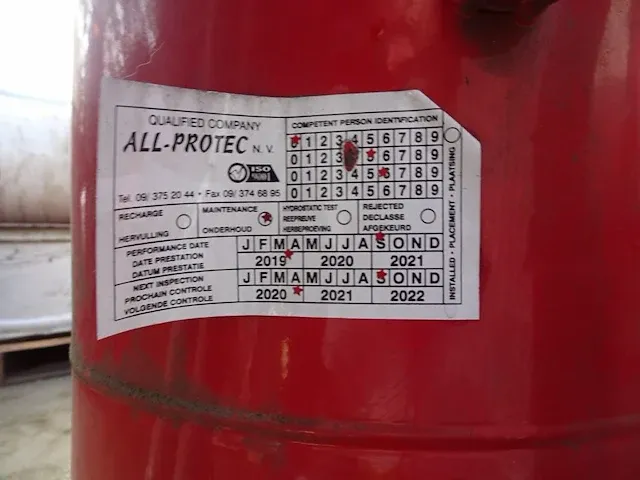 QUALIFIED COMPANY
ALL-PROTEC N.V.
ISO 9001
Tel. 09/ 375 20 44 • Fax 09/ 374 68 95
COMPETENT PERSON IDENTIFICATION
1 2 3 4 5 6 7 8 9
0 1 2 3 4 6 7 8 9
0 1 2 3 4 5 6 7 8 9
0 1 2 3 4 5 6 7 8 9
RECHARGE
HERVULLING
MAINTENANCE
ONDERHOUD
HYDROSTATIC TEST
REEPREUVE
HERBEPROEVING
REJECTED
DECLASSE
AFGEKEURD
PERFORMANCE DATE
DATE PRESTATION
DATUM PRESTATIE
J F M A M J J A S O N D
2019 2020 2021
NEXT INSPECTION
PROCHAIN CONTROLE
VOLGENDE CONTROLE
J F M A M J J A S O N D
2020 2021 2022
INSTALLED • PLACEMENT • PLAATSING